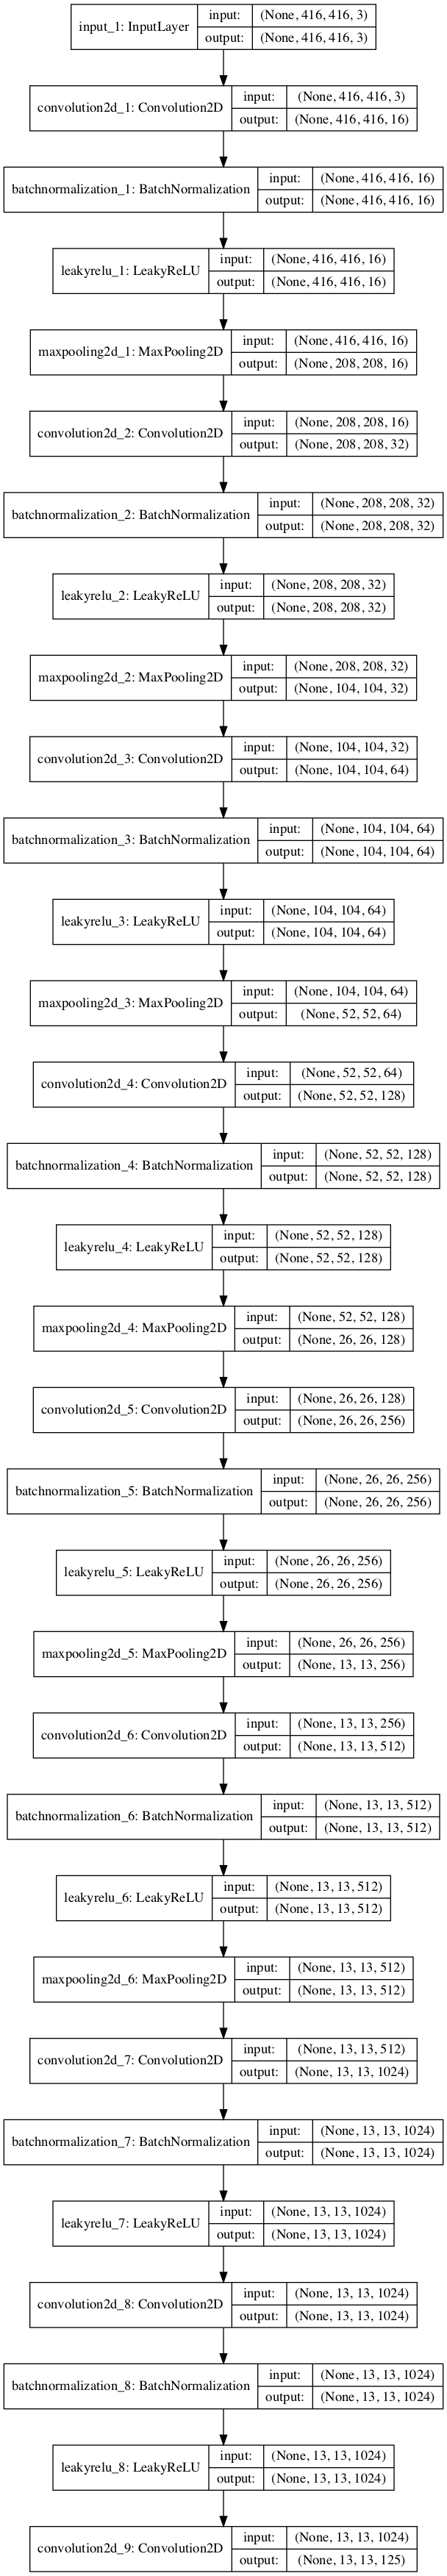 input_1: InputLayer
input: (None, 416, 416, 3)
output: (None, 416, 416, 3)
convolution2d_1: Convolution2D
input: (None, 416, 416, 3)
output: (None, 416, 416, 16)
batchnormalization_1: BatchNormalization
input: (None, 416, 416, 16)
output: (None, 416, 416, 16)
leakyrelu_1: LeakyReLU
input: (None, 416, 416, 16)
output: (None, 416, 416, 16)
maxpooling2d_1: MaxPooling2D
input: (None, 416, 416, 16)
output: (None, 208, 208, 16)
convolution2d_2: Convolution2D
input: (None, 208, 208, 16)
output: (None, 208, 208, 32)
batchnormalization_2: BatchNormalization
input: (None, 208, 208, 32)
output: (None, 208, 208, 32)
leakyrelu_2: LeakyReLU
input: (None, 208, 208, 32)
output: (None, 208, 208, 32)
maxpooling2d_2: MaxPooling2D
input: (None, 208, 208, 32)
output: (None, 104, 104, 32)
convolution2d_3: Convolution2D
input: (None, 104, 104, 32)
output: (None, 104, 104, 64)
batchnormalization_3: BatchNormalization
input: (None, 104, 104, 64)
output: (None, 104, 104, 64)
leakyrelu_3: LeakyReLU
input: (None, 104, 104, 64)
output: (None, 104, 104, 64)
maxpooling2d_3: MaxPooling2D
input: (None, 104, 104, 64)
output: (None, 52, 52, 64)
convolution2d_4: Convolution2D
input: (None, 52, 52, 64)
output: (None, 52, 52, 128)
batchnormalization_4: BatchNormalization
input: (None, 52, 52, 128)
output: (None, 52, 52, 128)
leakyrelu_4: LeakyReLU
input: (None, 52, 52, 128)
output: (None, 52, 52, 128)
maxpooling2d_4: MaxPooling2D
input: (None, 52, 52, 128)
output: (None, 26, 26, 128)
convolution2d_5: Convolution2D
input: (None, 26, 26, 128)
output: (None, 26, 26, 256)
batchnormalization_5: BatchNormalization
input: (None, 26, 26, 256)
output: (None, 26, 26, 256)
leakyrelu_5: LeakyReLU
input: (None, 26, 26, 256)
output: (None, 26, 26, 256)
maxpooling2d_5: MaxPooling2D
input: (None, 26, 26, 256)
output: (None, 13, 13, 256)
convolution2d_6: Convolution2D
input: (None, 13, 13, 256)
output: (None, 13, 13, 512)
batchnormalization_6: BatchNormalization
input: (None, 13, 13, 512)
output: (None, 13, 13, 512)
leakyrelu_6: LeakyReLU
input: (None, 13, 13, 512)
output: (None, 13, 13, 512)
maxpooling2d_6: MaxPooling2D
input: (None, 13, 13, 512)
output: (None, 13, 13, 512)
convolution2d_7: Convolution2D
input: (None, 13, 13, 512)
output: (None, 13, 13, 1024)
batchnormalization_7: BatchNormalization
input: (None, 13, 13, 1024)
output: (None, 13, 13, 1024)
leakyrelu_7: LeakyReLU
input: (None, 13, 13, 1024)
output: (None, 13, 13, 1024)
convolution2d_8: Convolution2D
input: (None, 13, 13, 1024)
output: (None, 13, 13, 1024)
batchnormalization_8: BatchNormalization
input: (None, 13, 13, 1024)
output: (None, 13, 13, 1024)
leakyrelu_8: LeakyReLU
input: (None, 13, 13, 1024)
output: (None, 13, 13, 1024)
convolution2d_9: Convolution2D
input: (None, 13, 13, 1024)
output: (None, 13, 13, 125)